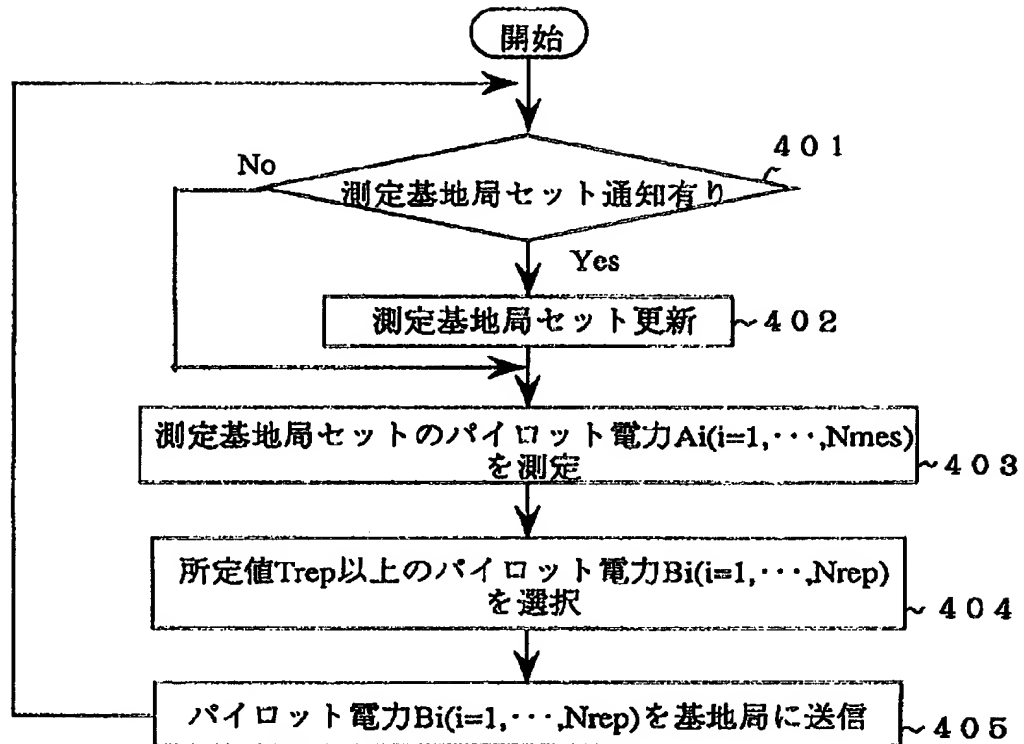 開始
401
No
測定基地局セット通知有り
Yes
測定基地局セット更新
~402
測定基地局セットのパイロット電力Ai(i=1,···,Nmes)
を測定
~403
所定値Trep以上のパイロット電力Bi(i=1,···,Nrep)
を選択
~404
パイロット電力Bi(i=1,···,Nrep)を基地局に送信
~405